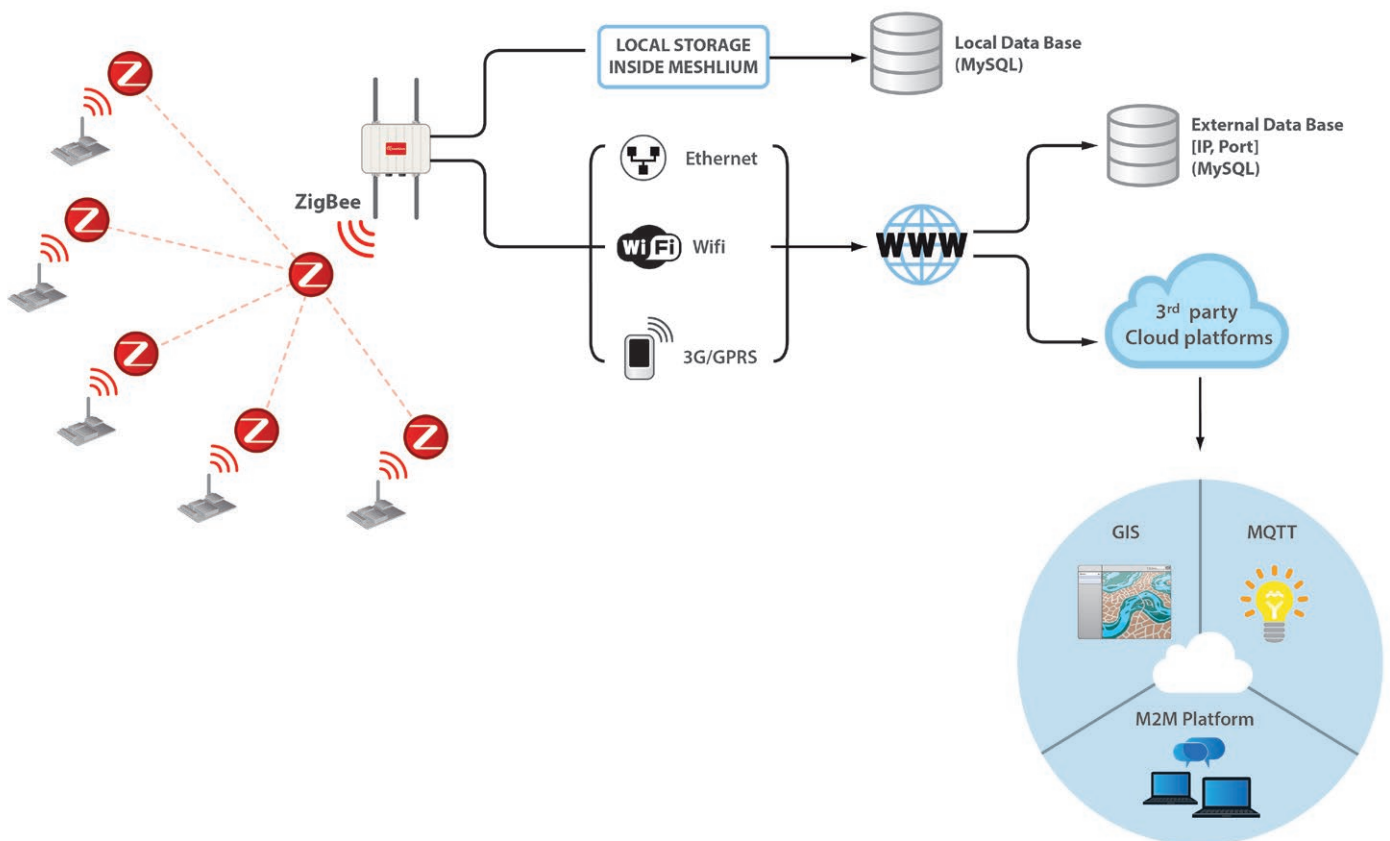 LOCAL STORAGE
INSIDE MESHLIUM
Local Data Base
(MySQL)
External Data Base
[IP, Port]
(MySQL)
Ethernet
ZigBee
WiFi
Wifi
WWW
3rd party
Cloud platforms
3G/GPRS
Z
Z
Z
Z
Z
Z
GIS
MQTT
M2M Platform